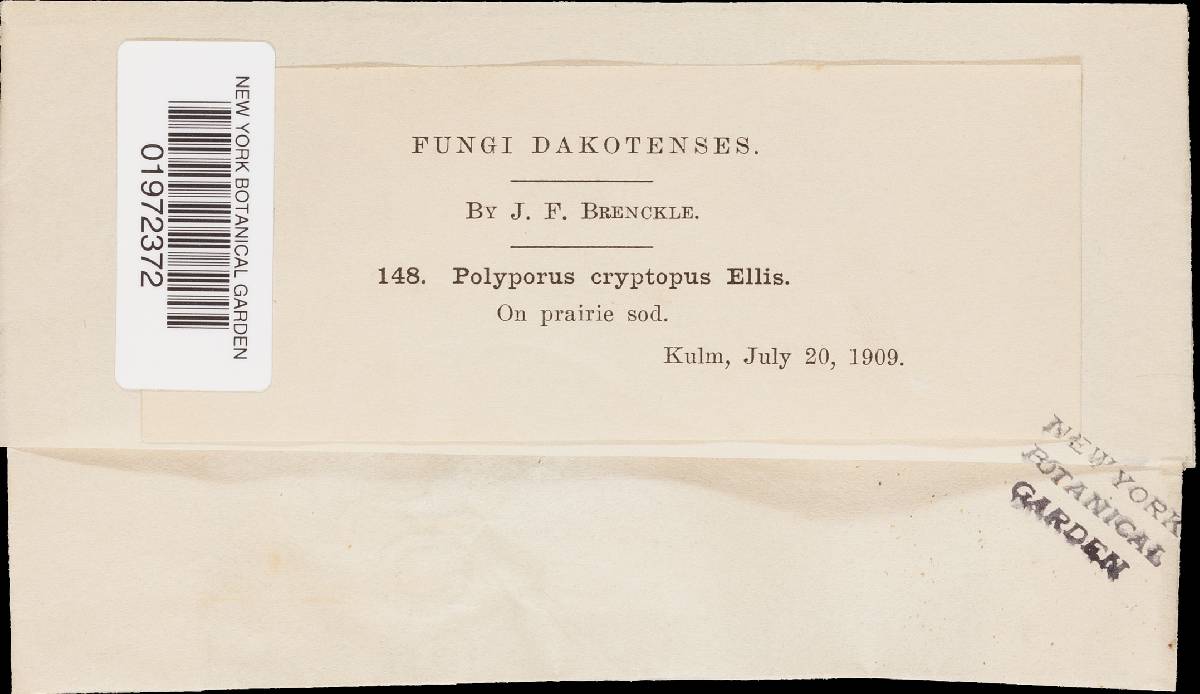 FUNGI DAKOTENSES.
BY J. F. BRENCKLE.
148. Polyporus cryptopus Ellis.
On prairie sod.
Kulm, July 20, 1909.
NEW YORK BOTANICAL GARDEN
01972372
NEW YORK
BOTANICAL
GARDEN